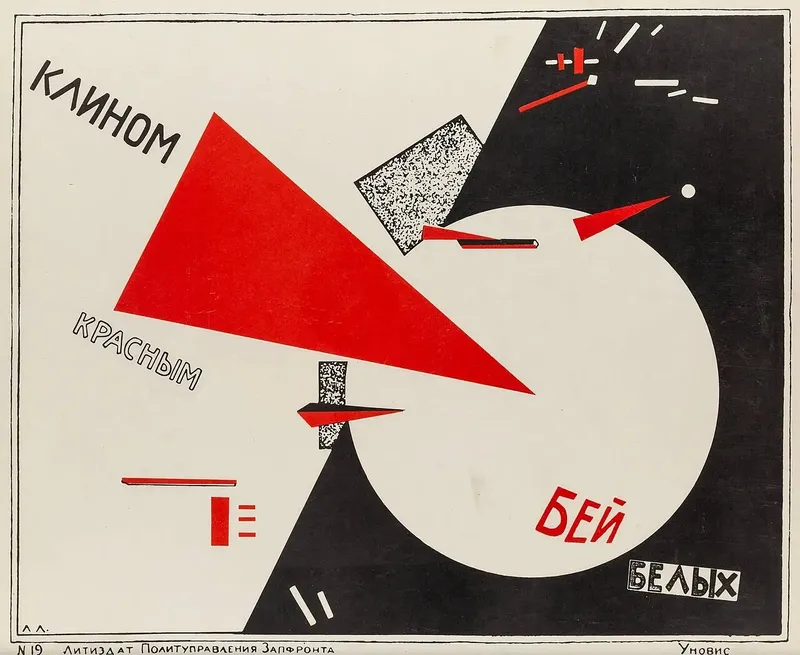 КЛИНОМ
КРАСНЫМ
БЕЙ
БЕЛЫХ
Л Л.
N 19 ЛИТИЗДАТ ПОЛИТУПРАВЛЕНИЯ ЗАПФРОНТА
УНОВИС